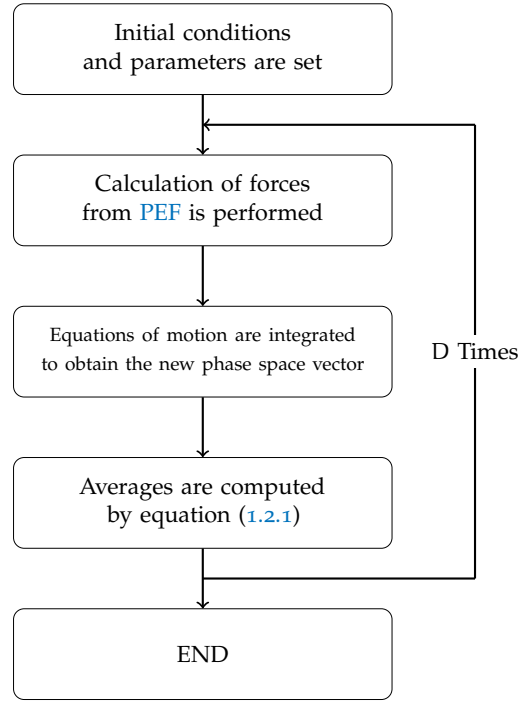 Initial conditions
and parameters are set
Calculation of forces
from PEF is performed
Equations of motion are integrated
to obtain the new phase space vector
D Times
Averages are computed
by equation (1.2.1)
END